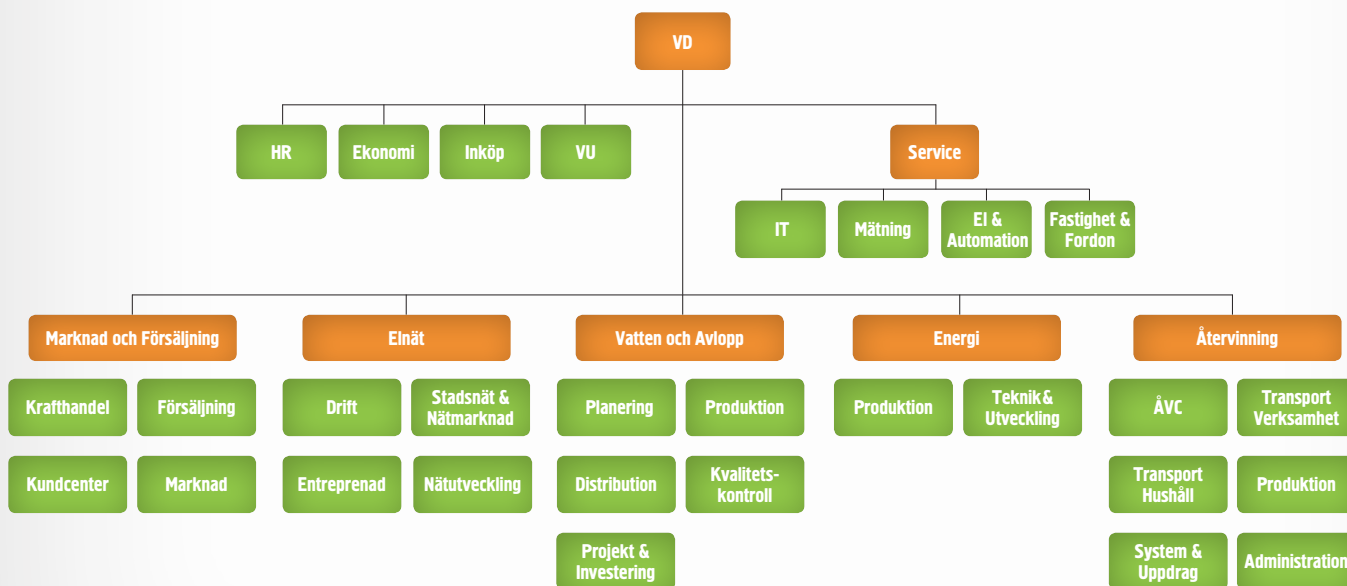 VD
HR
Ekonomi
Inköp
VU
Service
IT
Mätning
El &
Automation
Fastighet &
Fordon
Marknad och Försäljning
Elnät
Vatten och Avlopp
Energi
Återvinning
Krafthandel
Försäljning
Kundcenter
Marknad
Drift
Stadsnät &
Nätmarknad
Entreprenad
Nätutveckling
Planering
Produktion
Distribution
Kvalitets-
kontroll
Projekt &
Investering
Produktion
Teknik &
Utveckling
ÅVC
Transport
Verksamhet
Transport
Hushåll
Produktion
System &
Uppdrag
Administration